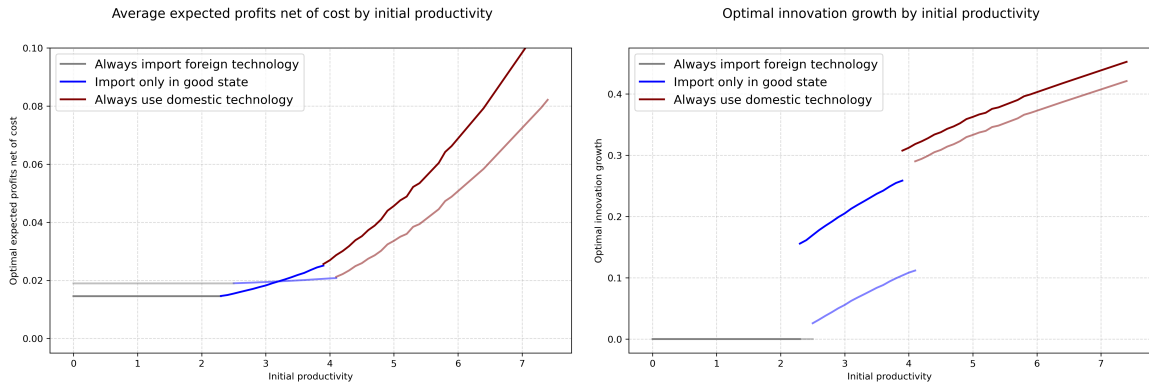 Average expected profits net of cost by initial productivity
Always import foreign technology
Import only in good state
Always use domestic technology
Optimal expected profits net of cost
0.10
0.08
0.06
0.04
0.02
0.00
0 1 2 3 4 5 6 7
Initial productivity
Optimal innovation growth by initial productivity
Always import foreign technology
Import only in good state
Always use domestic technology
Optimal innovation growth
0.4
0.3
0.2
0.1
0.0
0 1 2 3 4 5 6 7
Initial productivity